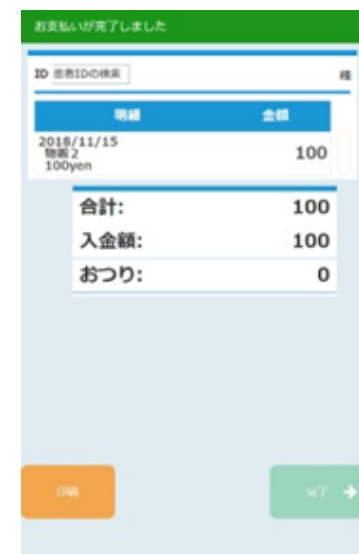 お支払いが完了しました
ID 患者IDの検索 様
明細 金額
2018/11/15
物販2
100yen 100
合計: 100
入金額: 100
おつり: 0
印刷
完了 →